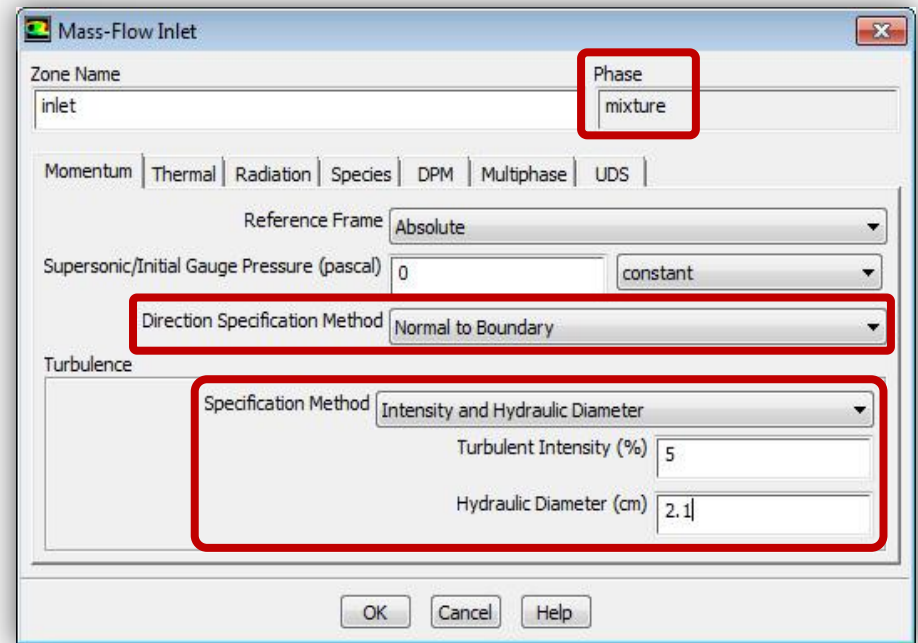 Mass-Flow Inlet
Zone Name Phase
inlet mixture
Momentum Thermal Radiation Species DPM Multiphase UDS
Reference Frame Absolute
Supersonic/Initial Gauge Pressure (pascal) 0 constant
Direction Specification Method Normal to Boundary
Turbulence
Specification Method Intensity and Hydraulic Diameter
Turbulent Intensity (%) 5
Hydraulic Diameter (cm) 2.1
OK Cancel Help